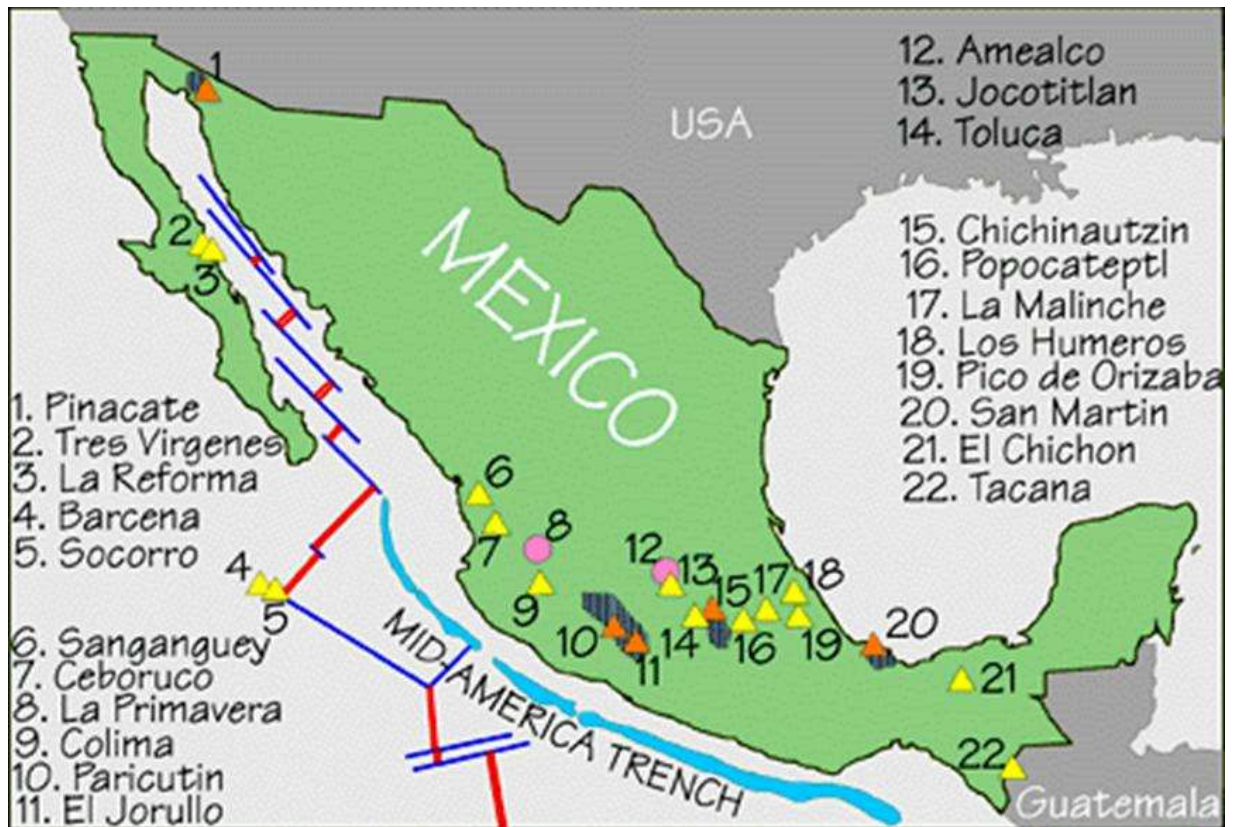 1
12. Amealco
13. Jocotitlan
14. Toluca
USA
MEXICO
2
3
15. Chichinautzin
16. Popocateptl
17. La Malinche
18. Los Humeros
19. Pico de Orizaba
20. San Martin
21. El Chichon
22. Tacana
1. Pinacate
2. Tres Virgenes
3. La Reforma
4. Barcena
5. Socorro
4
5
6
7
8
9
10
11
12
13
14
15
16
17
18
19
20
21
22
6. Sanganguey
7. Ceboruco
8. La Primavera
9. Colima
10. Paricutin
11. El Jorullo
MID-AMERICA TRENCH
Guatemala